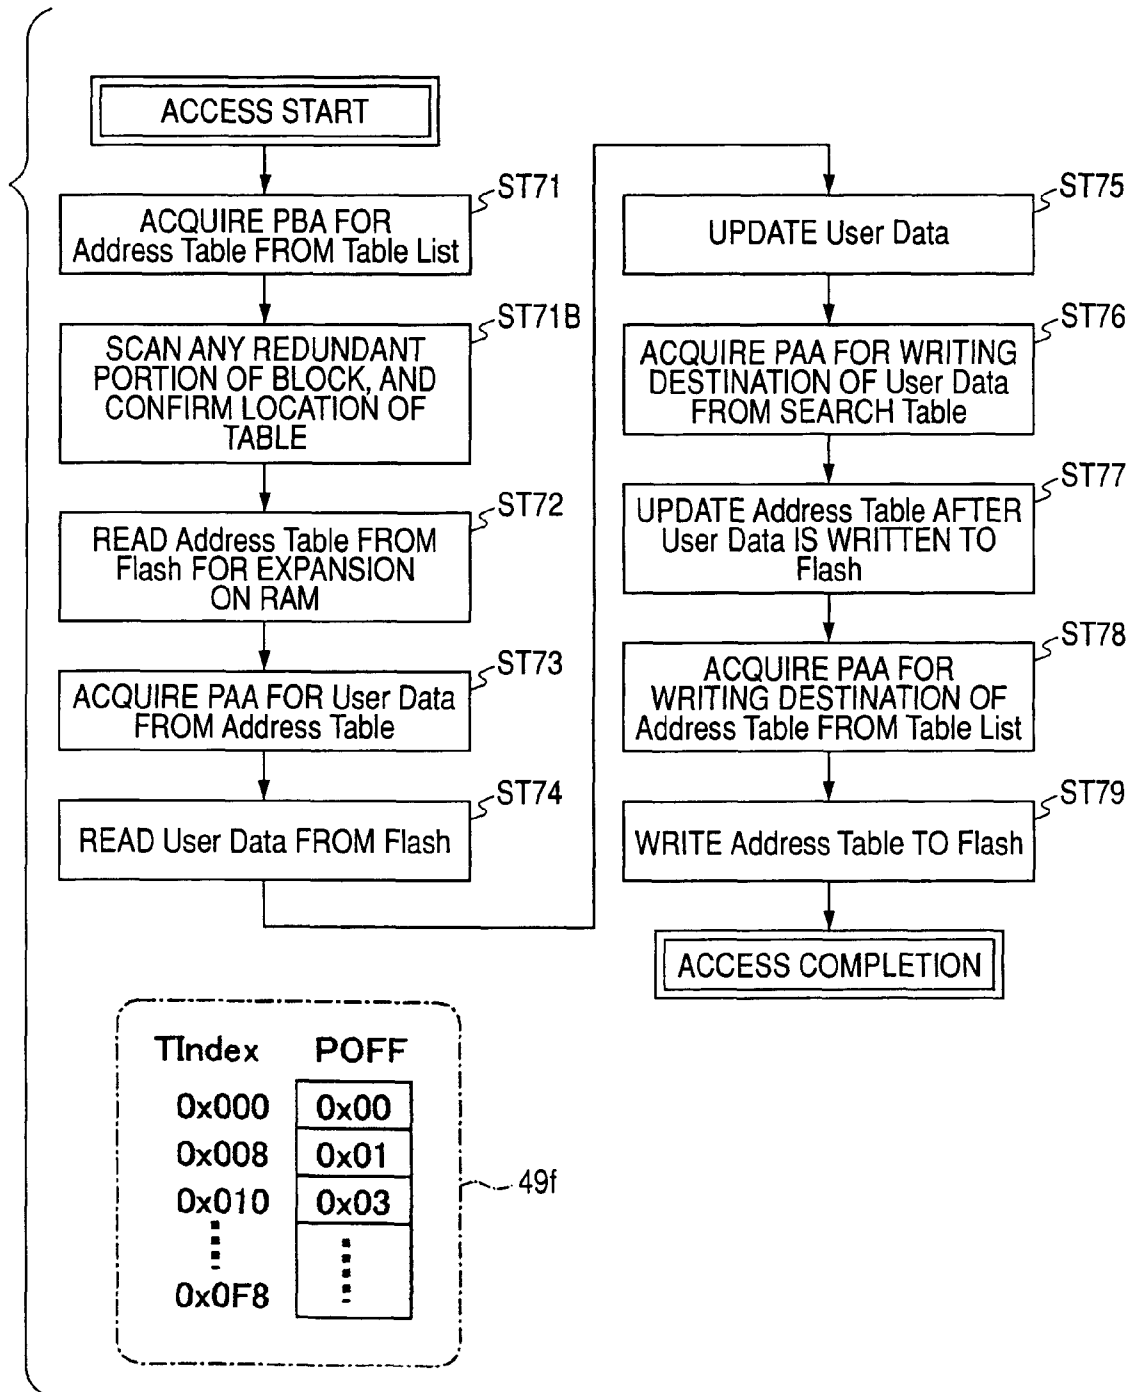 ACCESS START
ST71
ACQUIRE PBA FOR
Address Table FROM Table List
ST71B
SCAN ANY REDUNDANT
PORTION OF BLOCK, AND
CONFIRM LOCATION OF
TABLE
ST72
READ Address Table FROM
Flash FOR EXPANSION
ON RAM
ST73
ACQUIRE PAA FOR User Data
FROM Address Table
ST74
READ User Data FROM Flash
ST75
UPDATE User Data
ST76
ACQUIRE PAA FOR WRITING
DESTINATION OF User Data
FROM SEARCH Table
ST77
UPDATE Address Table AFTER
User Data IS WRITTEN TO
Flash
ST78
ACQUIRE PAA FOR
WRITING DESTINATION OF
Address Table FROM Table List
ST79
WRITE Address Table TO Flash
ACCESS COMPLETION
TIndex POFF
0x000 0x00
0x008 0x01
0x010 0x03
0x0F8
49f